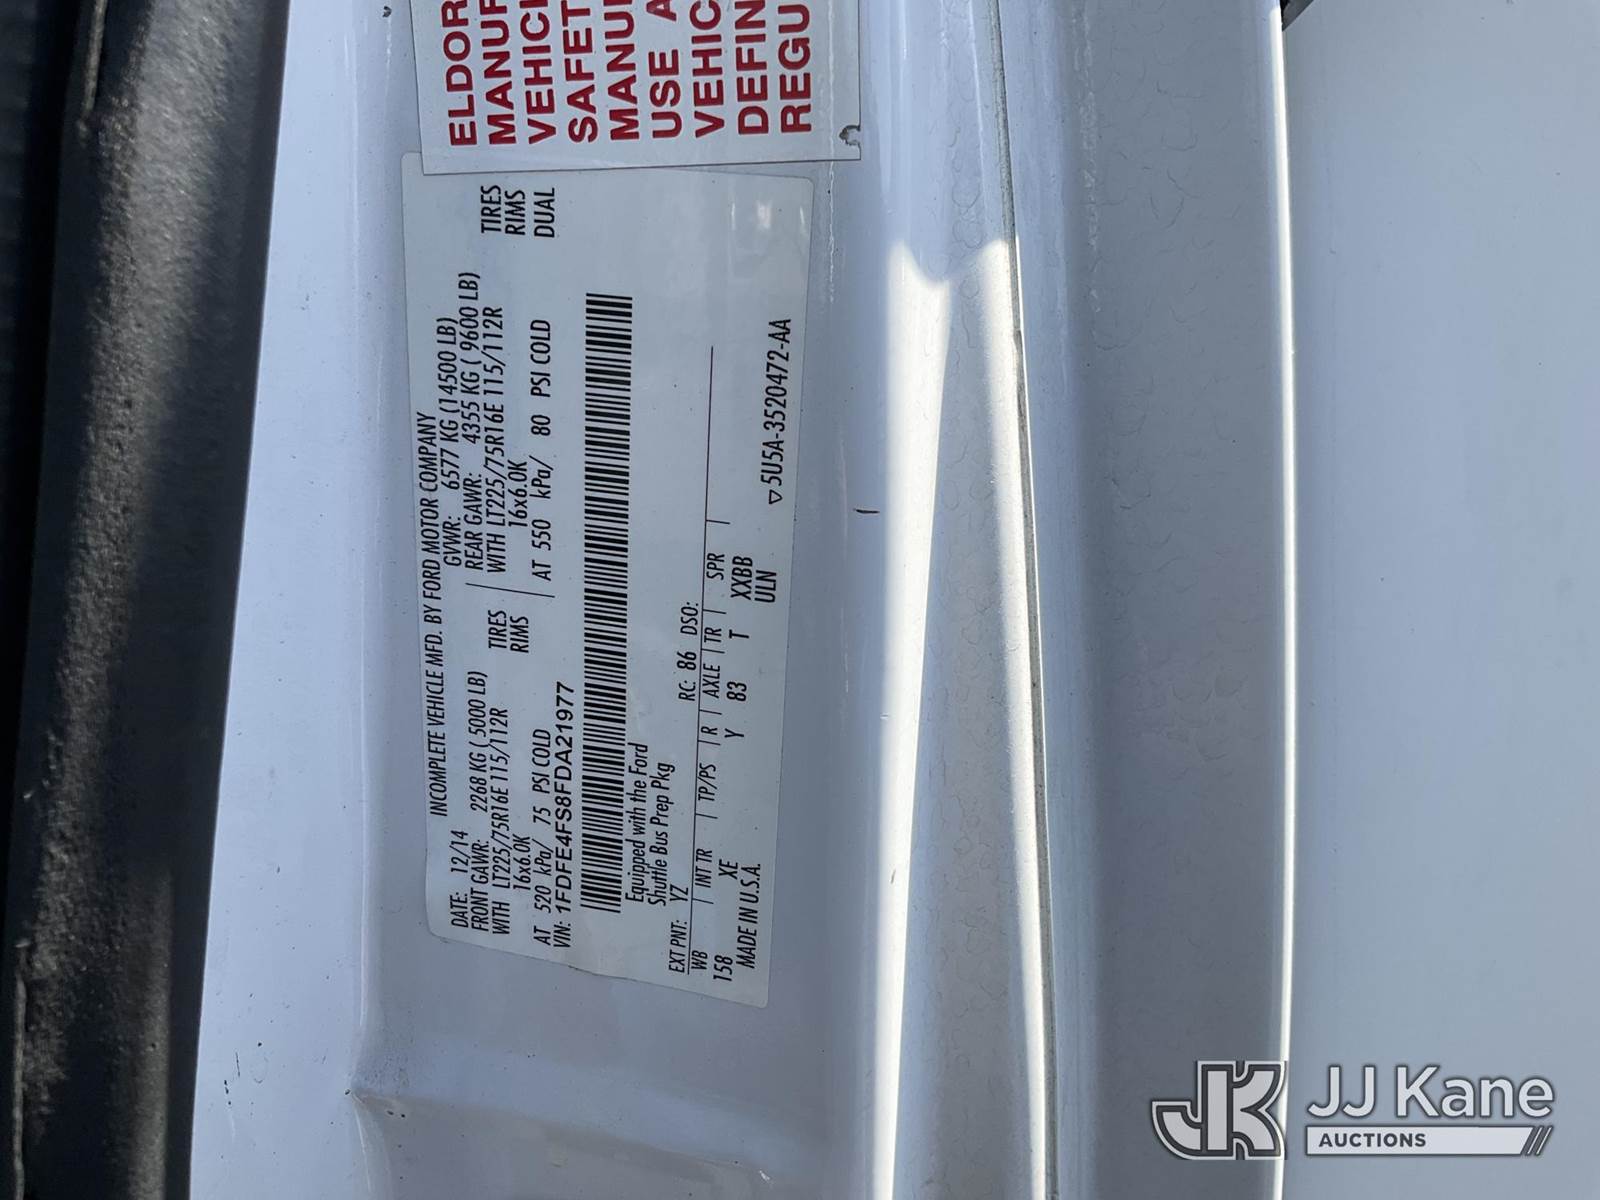 INCOMPLETE VEHICLE MFD. BY FORD MOTOR COMPANY
DATE: 12/14 GVWR: 6577 KG (14500 LB)
FRONT GAWR: 2268 KG ( 5000 LB) REAR GAWR: 4355 KG ( 9600 LB)
WITH LT225/75R16E 115/112R TIRES WITH LT225/75R16E 115/112R TIRES
16x6.0K RIMS 16x6.0K RIMS
AT 520 kPa/ 75 PSI COLD AT 550 kPa/ 80 PSI COLD DUAL
VIN: 1FDFE4FS8FDA21977
Equipped with the Ford
Shuttle Bus Prep Pkg
EXT PNT: YZ RC: 86 DSO:
WB | INT TR | TP/PS | R | AXLE | TR | SPR |
158 XE Y 83 T XXBB
MADE IN U.S.A. ULN
▽5U5A-3520472-AA
ELDOR
MANUF
VEHIC
SAFET
MANU
USE A
VEHIC
DEFIN
REGU
JK
JJ Kane
AUCTIONS